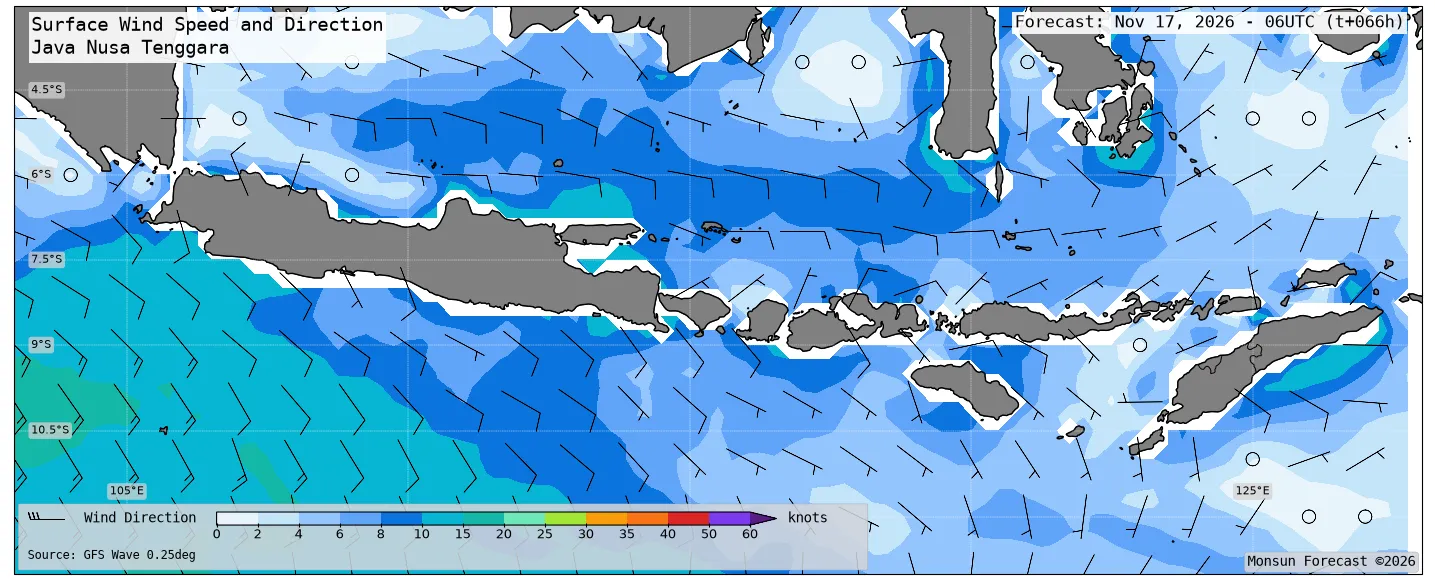 Surface Wind Speed and Direction
Java Nusa Tenggara
Forecast: Nov 17, 2026 - 06UTC (t+066h)
4.5°S
6°S
7.5°S
9°S
10.5°S
105°E
125°E
Wind Direction
0 2 4 6 8 10 15 20 25 30 40 50 60
knots
Source: GFS Wave 0.25deg
Monsun Forecast ©2026